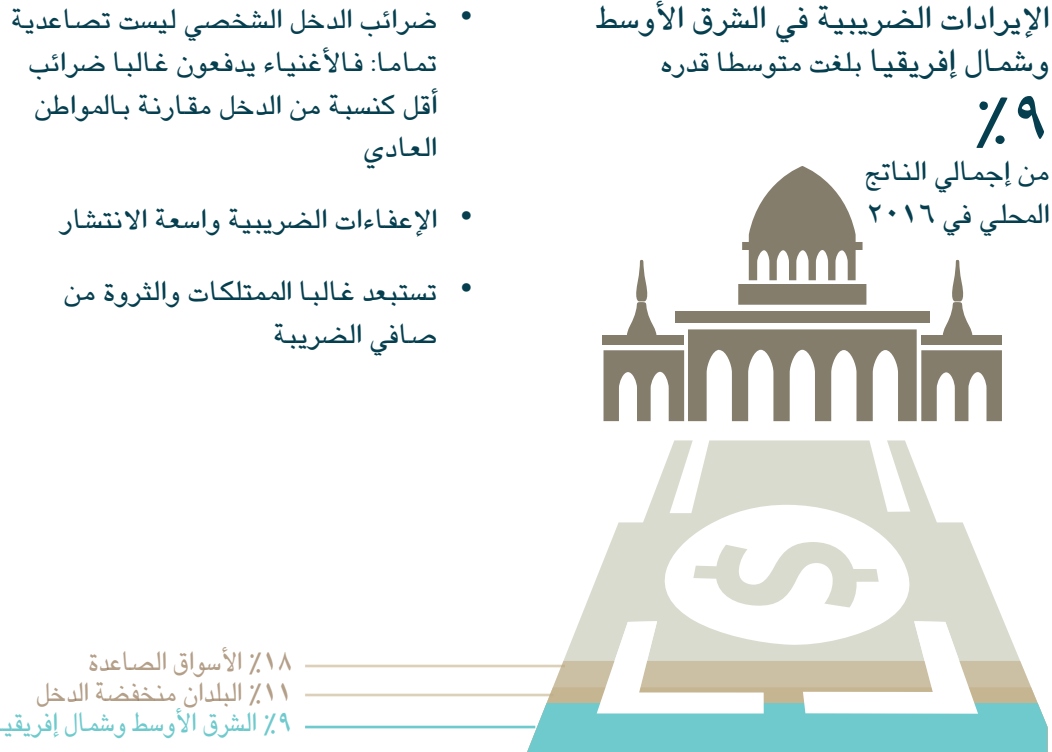 الإيرادات الضريبية في الشرق الأوسط
وشمال إفريقيا بلغت متوسطا قدره
٩٪
من إجمالي الناتج
المحلي في ٢٠١٦
• ضرائب الدخل الشخصي ليست تصاعدية
تماما: فالأغنياء يدفعون غالبا ضرائب
أقل كنسبة من الدخل مقارنة بالمواطن
العادي
• الإعفاءات الضريبية واسعة الانتشار
• تستبعد غالبا الممتلكات والثروة من
صافي الضريبة
$
١٨٪ الأسواق الصاعدة
١١٪ البلدان منخفضة الدخل
٩٪ الشرق الأوسط وشمال إفريقيا